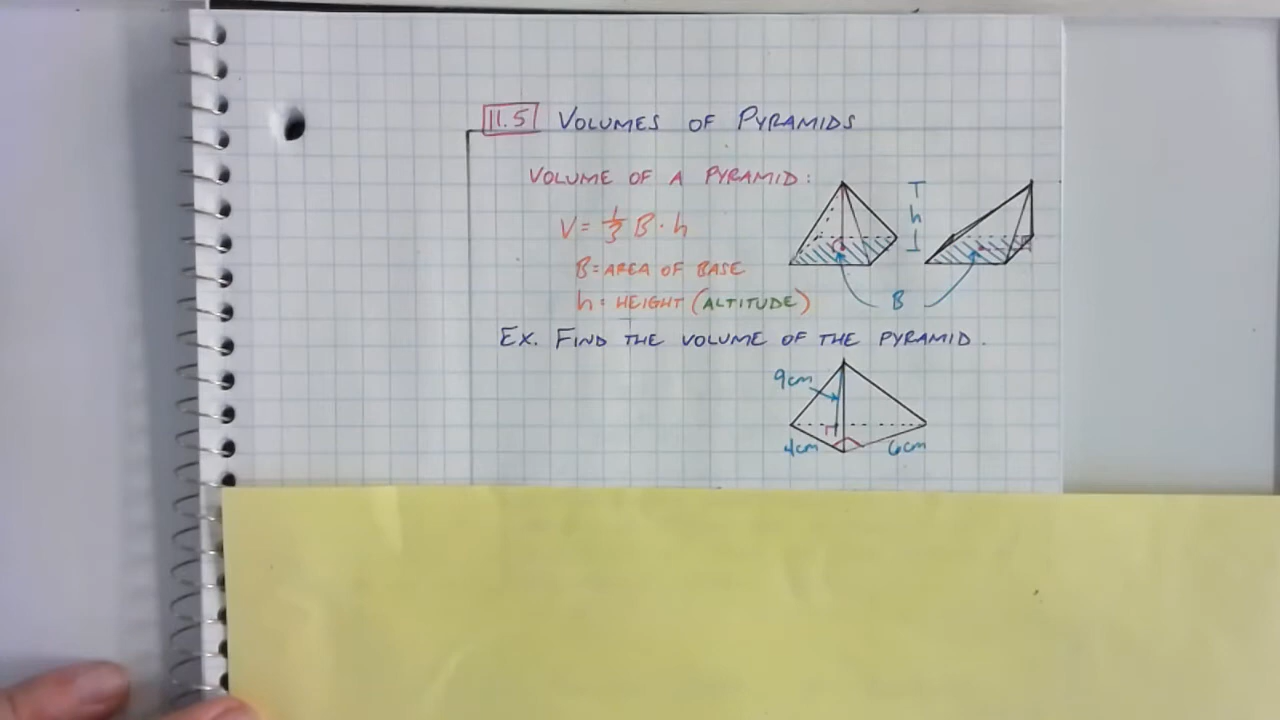 11.5 VOLUMES OF PYRAMIDS
VOLUME OF A PYRAMID:
V = 1/3 B · h
B = AREA OF BASE
h = HEIGHT (ALTITUDE)
h
B
EX. FIND THE VOLUME OF THE PYRAMID.
9cm
4cm 6cm